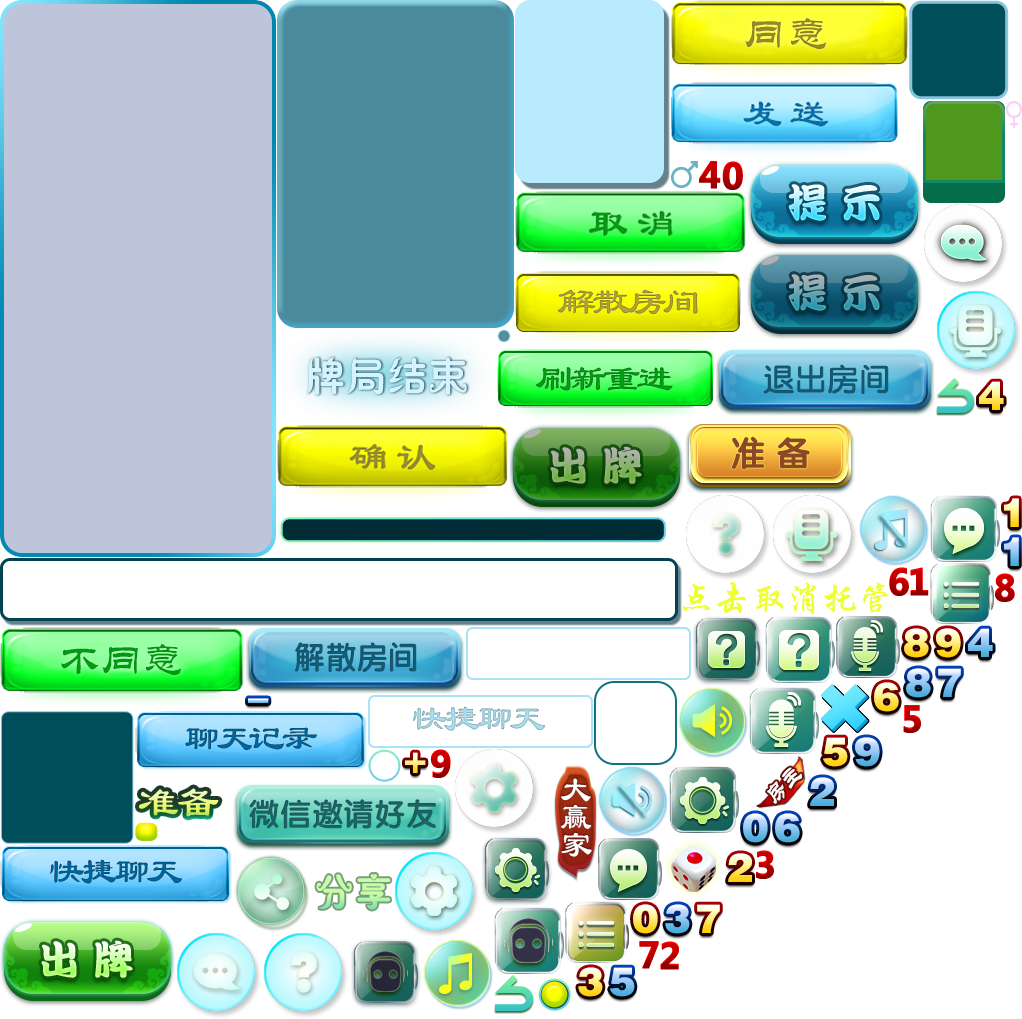 同意
发送
40
提示
取消
提示
解散房间
牌局结束
刷新重进
退出房间
4
确认
出牌
准备
?
1
1
点击取消托管
61
8
不同意
解散房间
?
?
894
87
6
5
快捷聊天
聊天记录
+9
59
准备
微信邀请好友
大赢家
房主
2
06
快捷聊天
分享
23
037
72
出牌
?
35